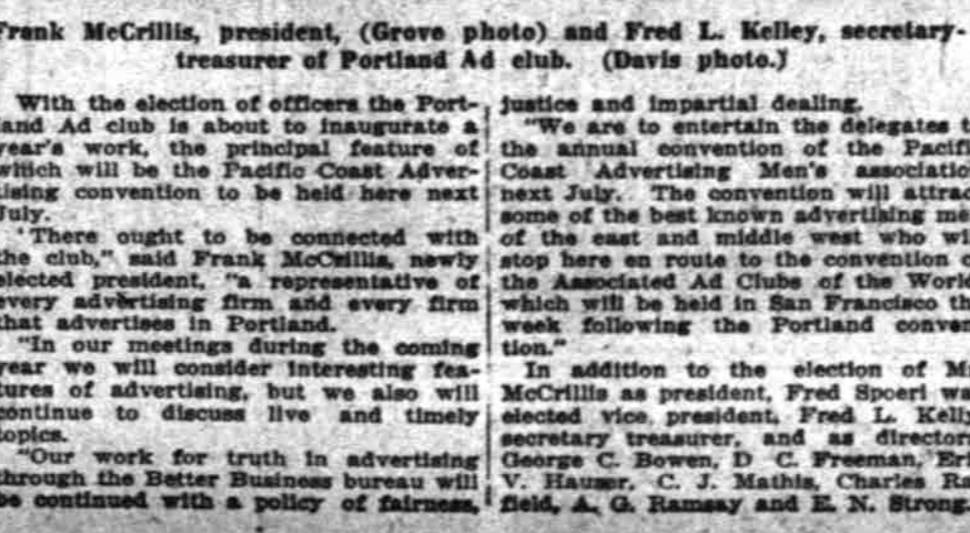 Frank McCrillis, president, (Grove photo) and Fred L. Kelley, secretary-
treasurer of Portland Ad club. (Davis photo.)
With the election of officers the Port-
land Ad club is about to inaugurate a
year's work, the principal feature of
which will be the Pacific Coast Adver-
tising convention to be held here next
July.
'There ought to be connected with
the club," said Frank McCrillis, newly
elected president, "a representative of
every advertising firm and every firm
that advertises in Portland.
"In our meetings during the coming
year we will consider interesting fea-
tures of advertising, but we also will
continue to discuss live and timely
topics.
"Our work for truth in advertising
through the Better Business bureau will
be continued with a policy of fairness,
justice and impartial dealing.
"We are to entertain the delegates t
the annual convention of the Pacifi
Coast Advertising Men's associatio
next July. The convention will attrac
some of the best known advertising me
of the east and middle west who wi
stop here en route to the convention o
the Associated Ad Clubs of the World
which will be held in San Francisco th
week following the Portland conven
tion."
In addition to the election of M
McCrillis as president, Fred Spoeri wa
elected vice president, Fred L. Kelly
secretary treasurer, and as director
George C. Bowen, D C. Freeman, Eri
V. Hauser, C. J. Mathis, Charles Ra
field, A. G. Ramsay and E. N. Strong.